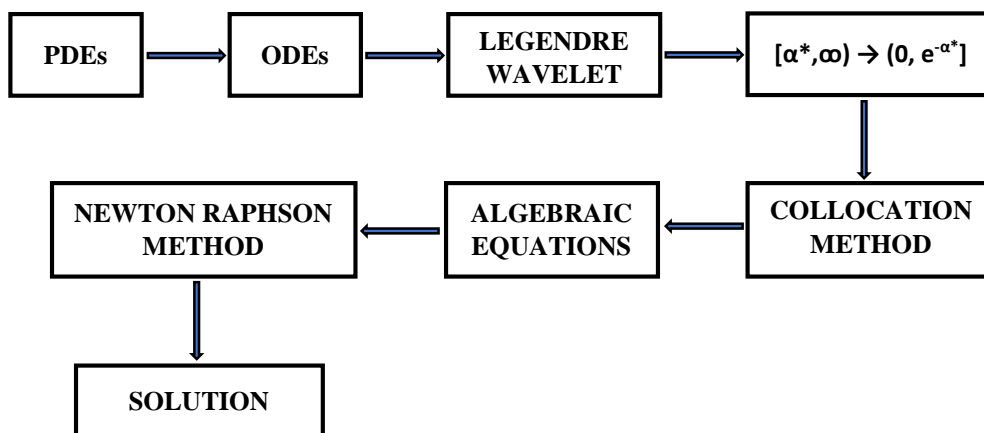 PDEs
ODEs
LEGENDRE
WAVELET
[α*,∞) → (0, e^-α*]
COLLOCATION
METHOD
ALGEBRAIC
EQUATIONS
NEWTON RAPHSON
METHOD
SOLUTION